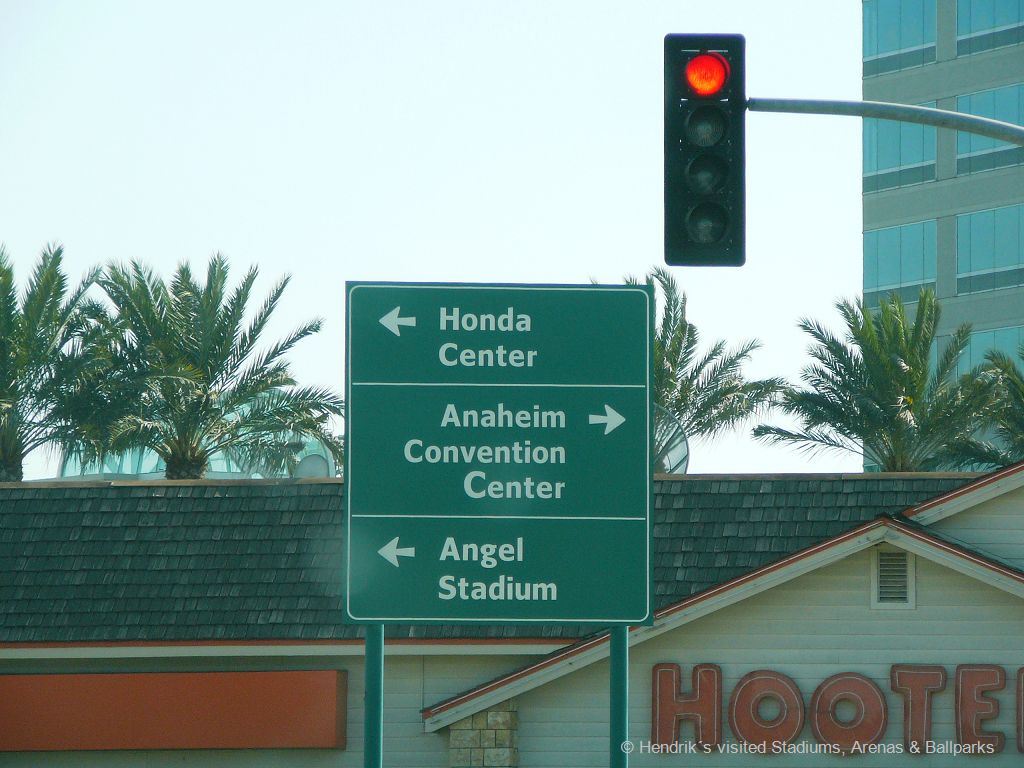 Honda
Center
Anaheim
Convention
Center
Angel
Stadium
HOOTE
© Hendrik´s visited Stadiums, Arenas & Ballparks